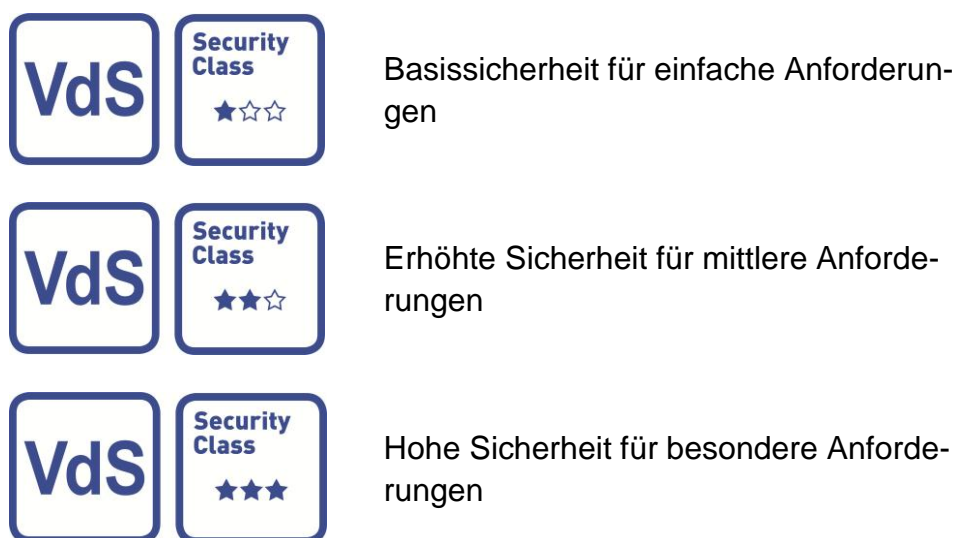 VdS
Security
Class
★☆☆
Basissicherheit für einfache Anforderun-
gen
VdS
Security
Class
★★☆
Erhöhte Sicherheit für mittlere Anforde-
rungen
VdS
Security
Class
★★★
Hohe Sicherheit für besondere Anforde-
rungen